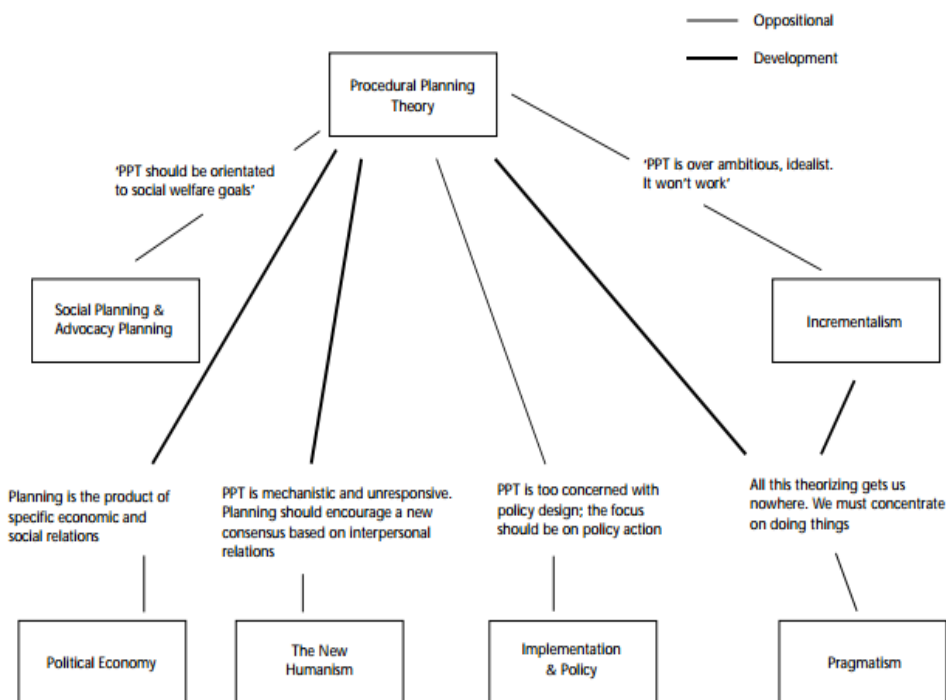 Oppositional
Development
Procedural Planning
Theory
'PPT should be orientated
to social welfare goals'
'PPT is over ambitious, idealist.
It won't work'
Social Planning &
Advocacy Planning
Incrementalism
Planning is the product of
specific economic and
social relations
PPT is mechanistic and unresponsive.
Planning should encourage a new
consensus based on interpersonal
relations
PPT is too concerned with
policy design; the focus
should be on policy action
All this theorizing gets us
nowhere. We must concentrate
on doing things
Political Economy
The New
Humanism
Implementation
& Policy
Pragmatism